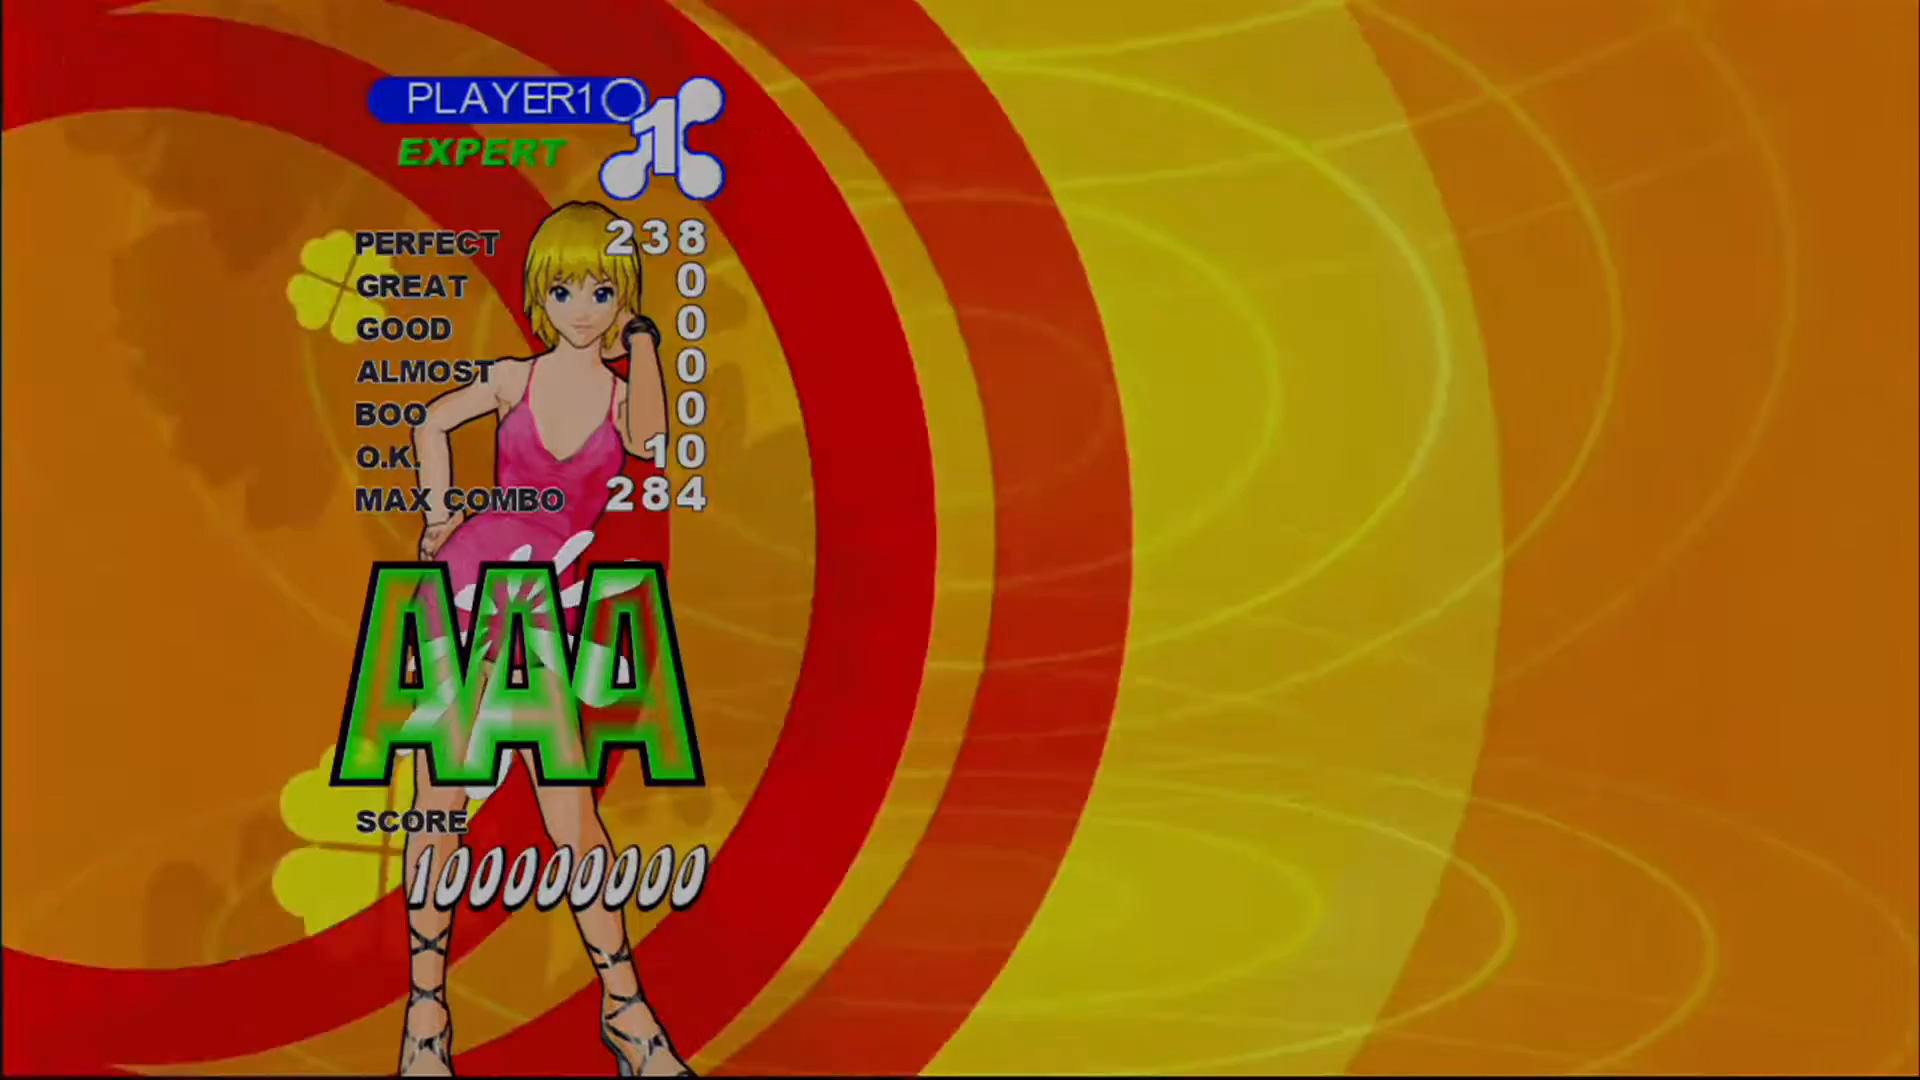 PLAYER1
1
EXPERT
PERFECT 238
GREAT 0
GOOD 0
ALMOST 0
BOO 0
O.K. 10
MAX COMBO 284
AAA
SCORE
100000000